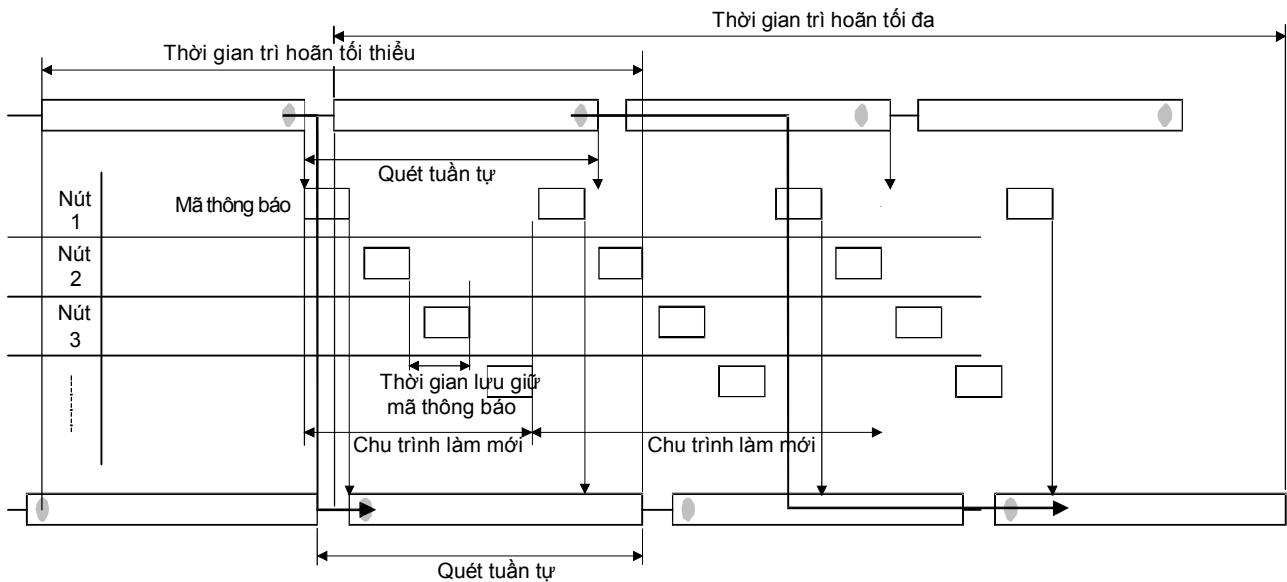 Thời gian trì hoãn tối đa
Thời gian trì hoãn tối thiểu
Quét tuần tự
Nút
1
Mã thông báo
Nút
2
Nút
3
Thời gian lưu giữ
mã thông báo
Chu trình làm mới
Chu trình làm mới
Quét tuần tự